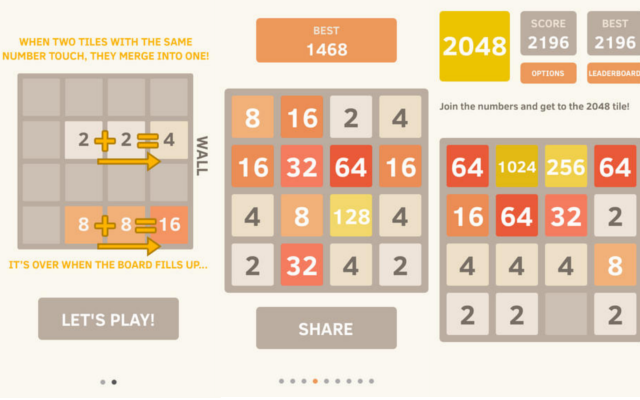 WHEN TWO TILES WITH THE SAME
NUMBER TOUCH, THEY MERGE INTO ONE!
2 + 2 = 4
WALL
8 + 8 = 16
IT'S OVER WHEN THE BOARD FILLS UP...
LET'S PLAY!
BEST
1468
8 16 2 4
16 32 64 16
4 8 128 4
2 32 4 2
SHARE
2048
SCORE
2196
BEST
2196
OPTIONS
LEADERBOARD
Join the numbers and get to the 2048 tile!
64 1024 256 64
16 64 32 2
4 4 4 8
2 2 2